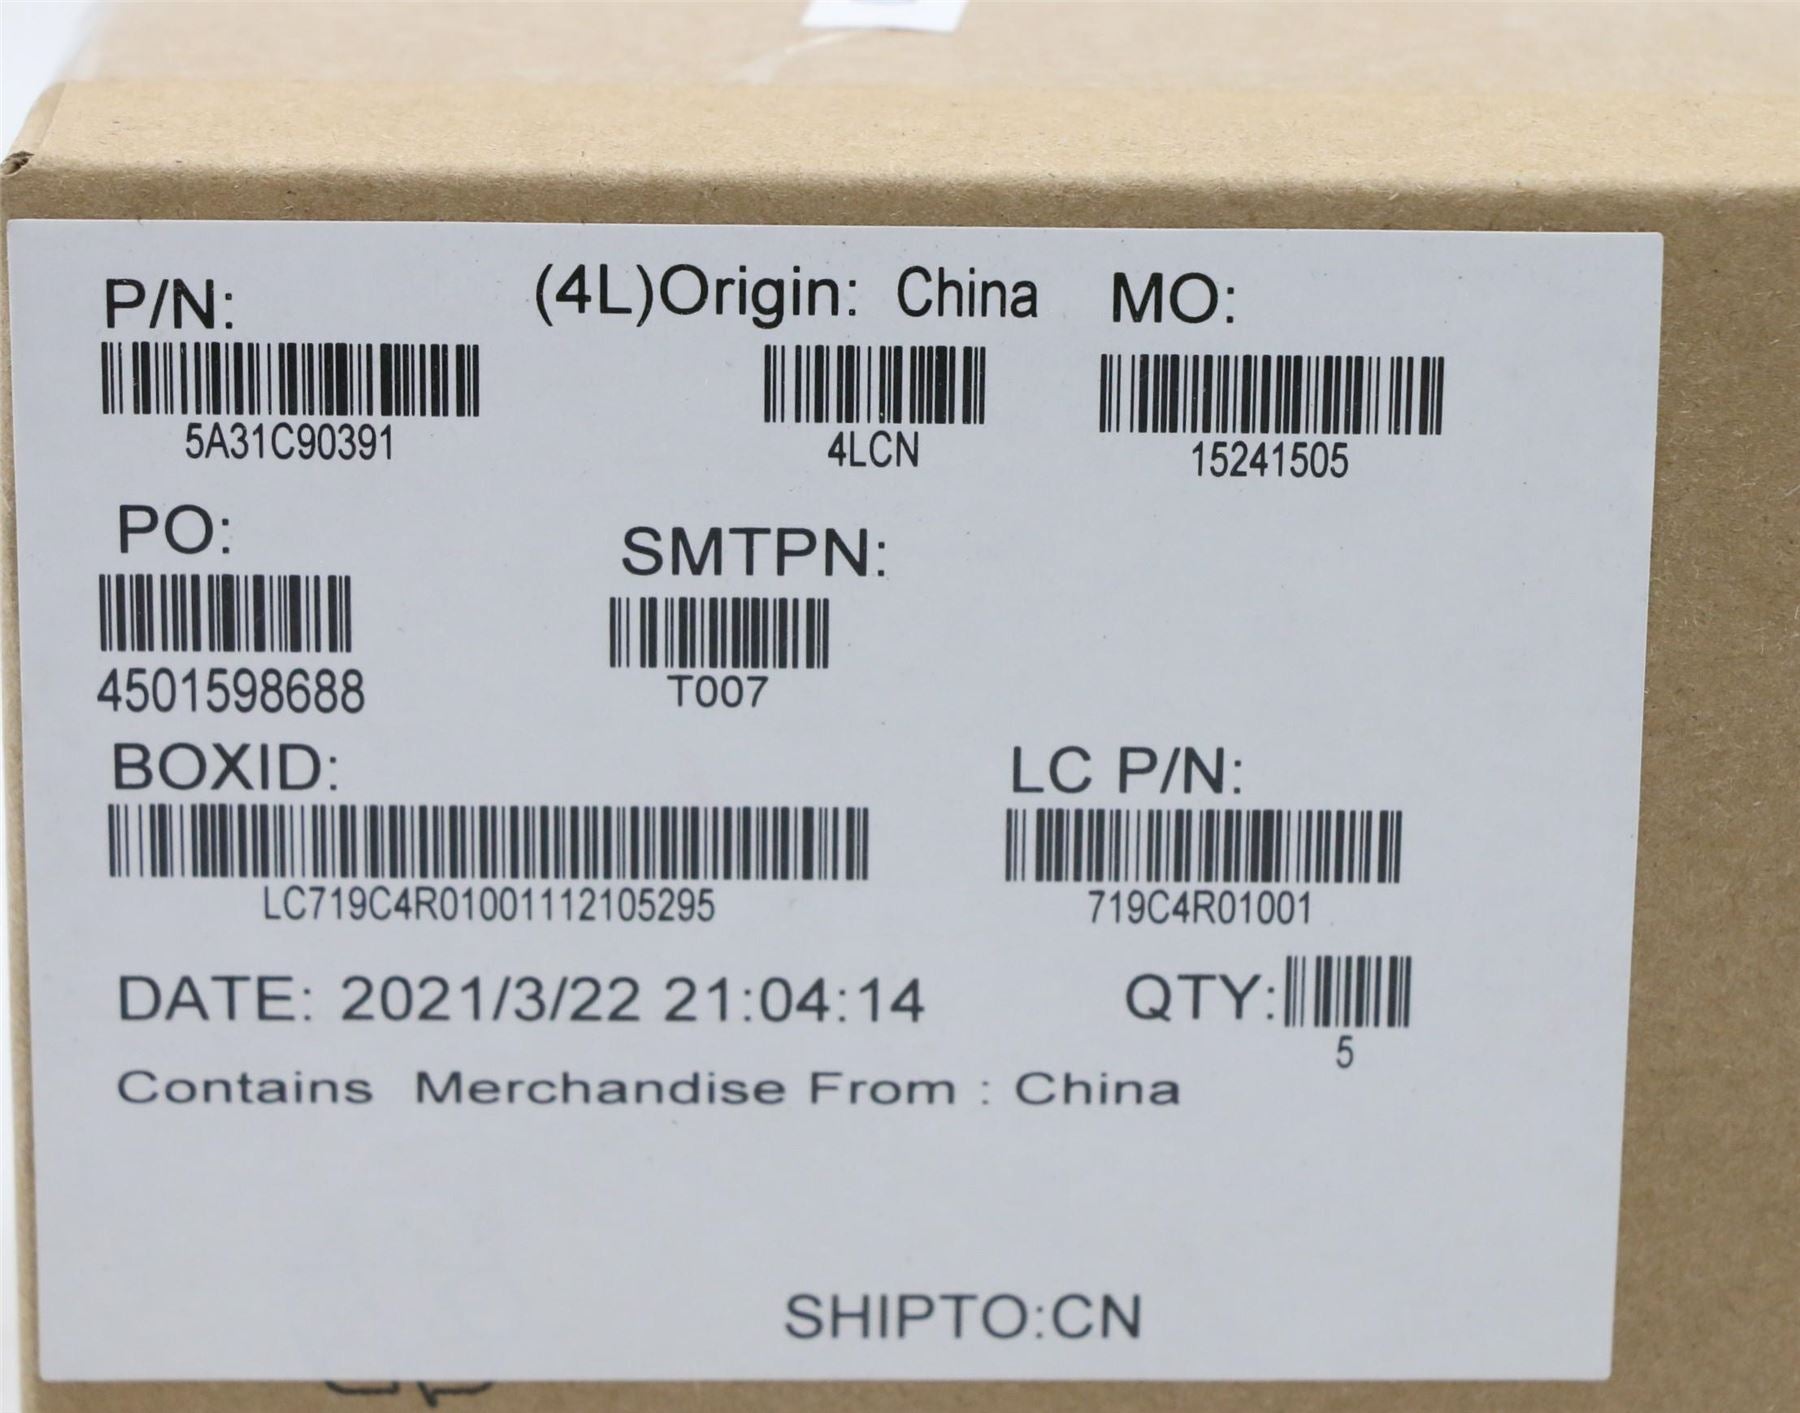 P/N: (4L)Origin: China MO:
5A31C90391 4LCN 15241505
PO: SMTPN:
4501598688 T007
BOXID: LC P/N:
LC719C4R01001112105295 719C4R01001
DATE: 2021/3/22 21:04:14 QTY:
5
Contains Merchandise From : China
SHIPTO:CN